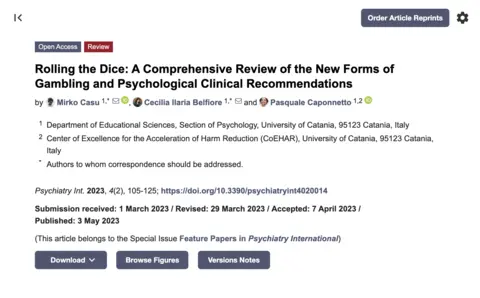 Order Article Reprints
Open Access Review
Rolling the Dice: A Comprehensive Review of the New Forms of
Gambling and Psychological Clinical Recommendations
by Mirko Casu 1,* , Cecilia Ilaria Belfiore 1,* and Pasquale Caponnetto 1,2
1 Department of Educational Sciences, Section of Psychology, University of Catania, 95123 Catania, Italy
2 Center of Excellence for the Acceleration of Harm Reduction (CoEHAR), University of Catania, 95123 Catania,
Italy
* Authors to whom correspondence should be addressed.
Psychiatry Int. 2023, 4(2), 105-125; https://doi.org/10.3390/psychiatryint4020014
Submission received: 1 March 2023 / Revised: 29 March 2023 / Accepted: 7 April 2023 /
Published: 3 May 2023
(This article belongs to the Special Issue Feature Papers in Psychiatry International)
Download Browse Figures Versions Notes